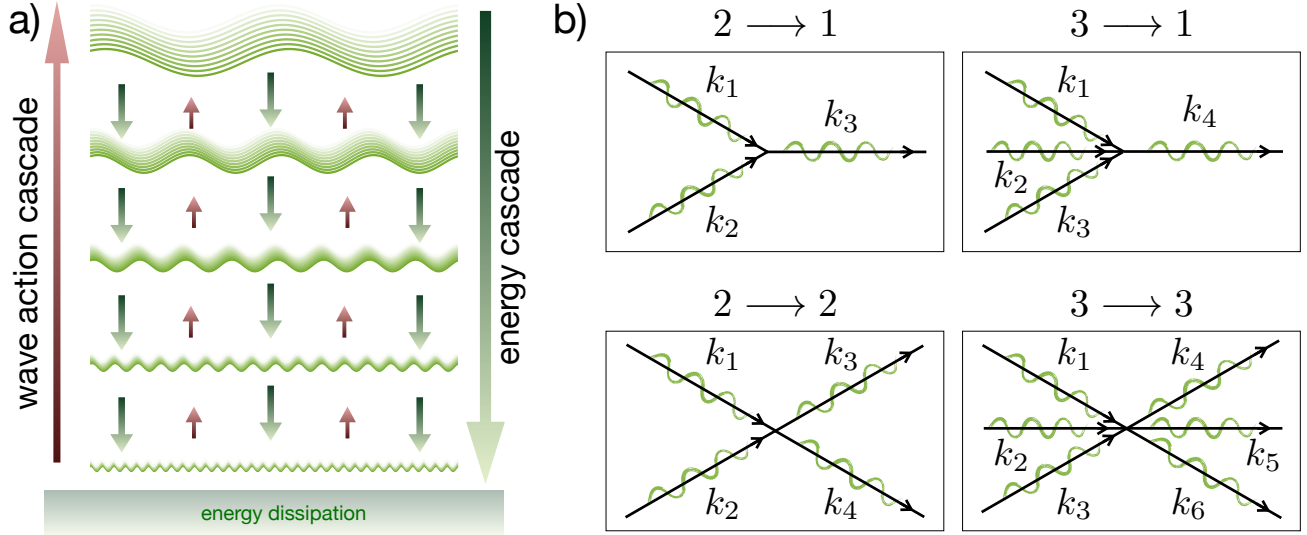 a)
wave action cascade
energy cascade
energy dissipation
b)
2 ⟶ 1
k₁
k₂
k₃
3 ⟶ 1
k₁
k₂
k₃
k₄
2 ⟶ 2
k₁
k₂
k₃
k₄
3 ⟶ 3
k₁
k₂
k₃
k₄
k₅
k₆